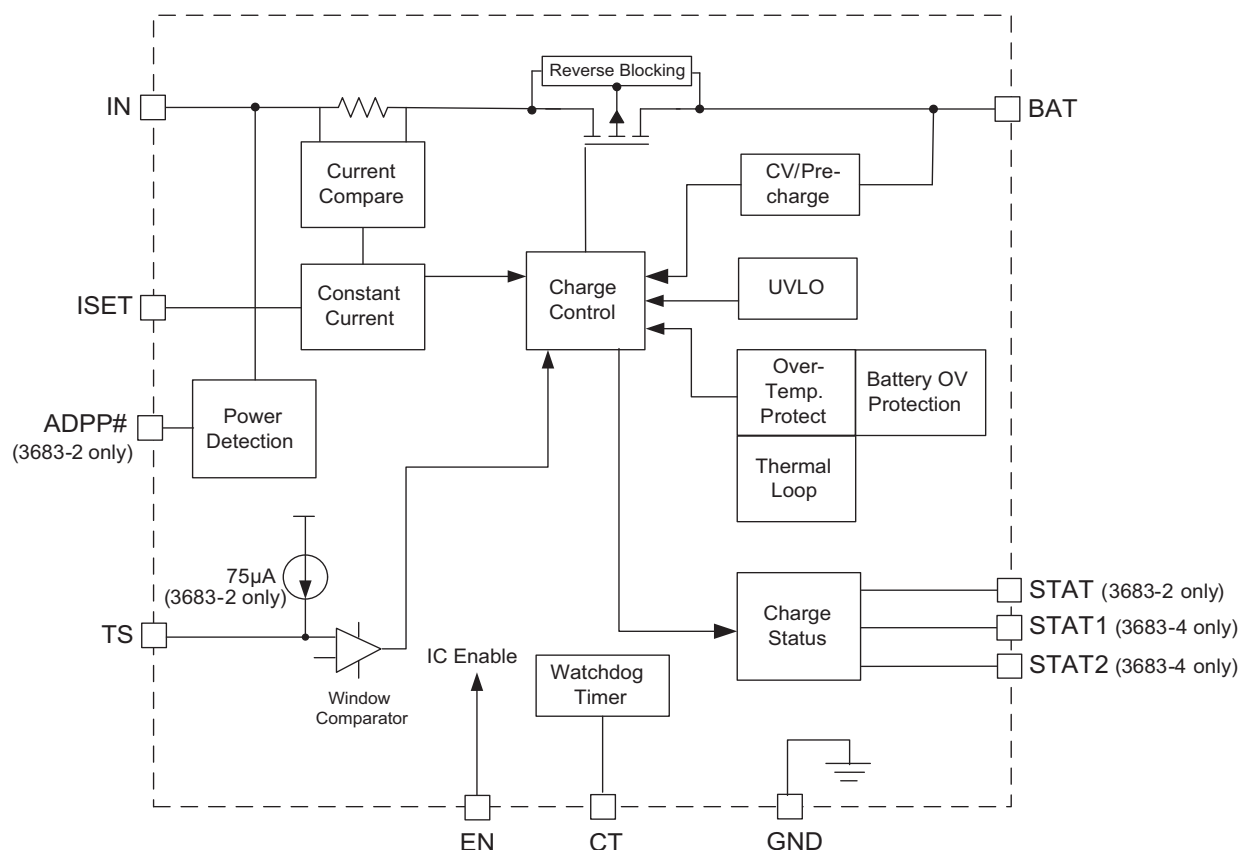 Reverse Blocking
IN
BAT
Current
Compare
CV/Pre-
charge
ISET
Constant
Current
Charge
Control
UVLO
ADPP#
(3683-2 only)
Power
Detection
Over-
Temp.
Protect
Battery OV
Protection
Thermal
Loop
75µA
(3683-2 only)
TS
Window
Comparator
IC Enable
Watchdog
Timer
Charge
Status
STAT (3683-2 only)
STAT1 (3683-4 only)
STAT2 (3683-4 only)
EN
CT
GND